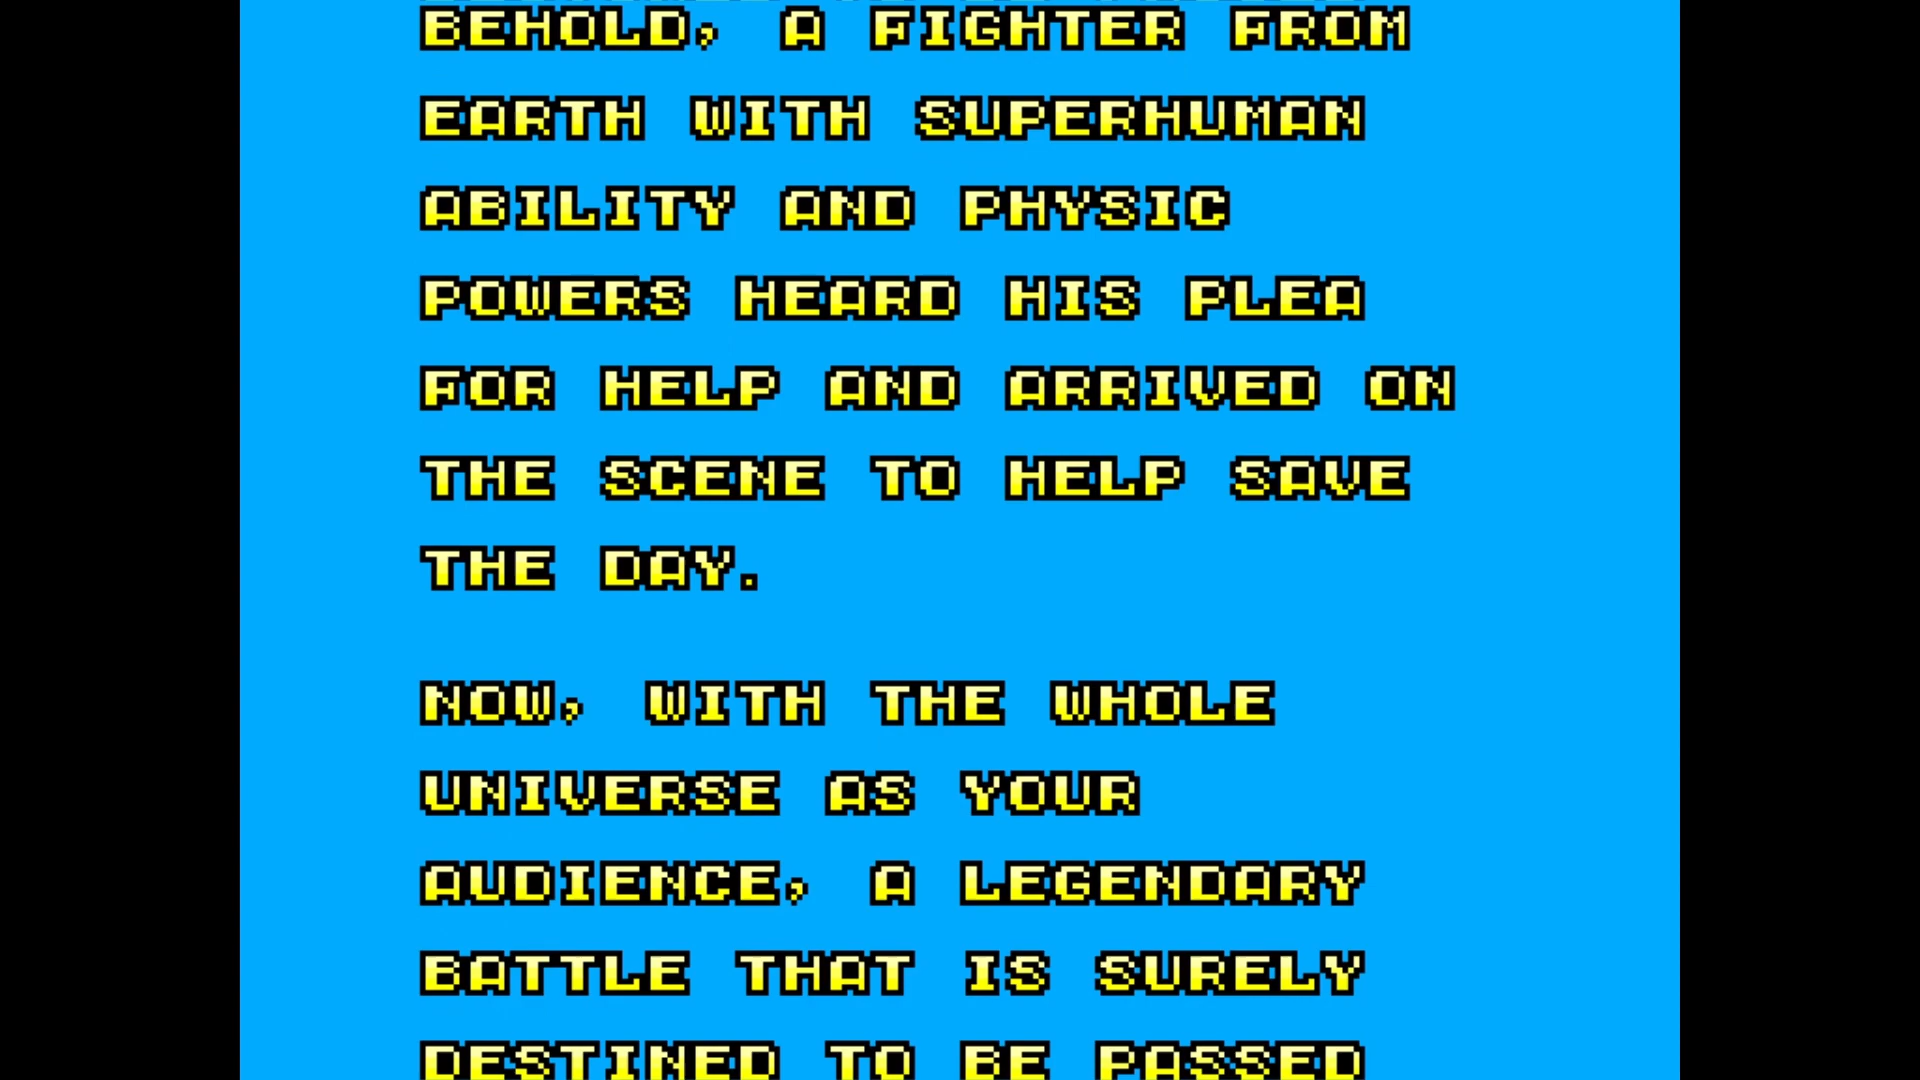 BEHOLD, A FIGHTER FROM
EARTH WITH SUPERHUMAN
ABILITY AND PHYSIC
POWERS HEARD HIS PLEA
FOR HELP AND ARRIVED ON
THE SCENE TO HELP SAVE
THE DAY.
NOW, WITH THE WHOLE
UNIVERSE AS YOUR
AUDIENCE, A LEGENDARY
BATTLE THAT IS SURELY
DESTINED TO BE PASSED